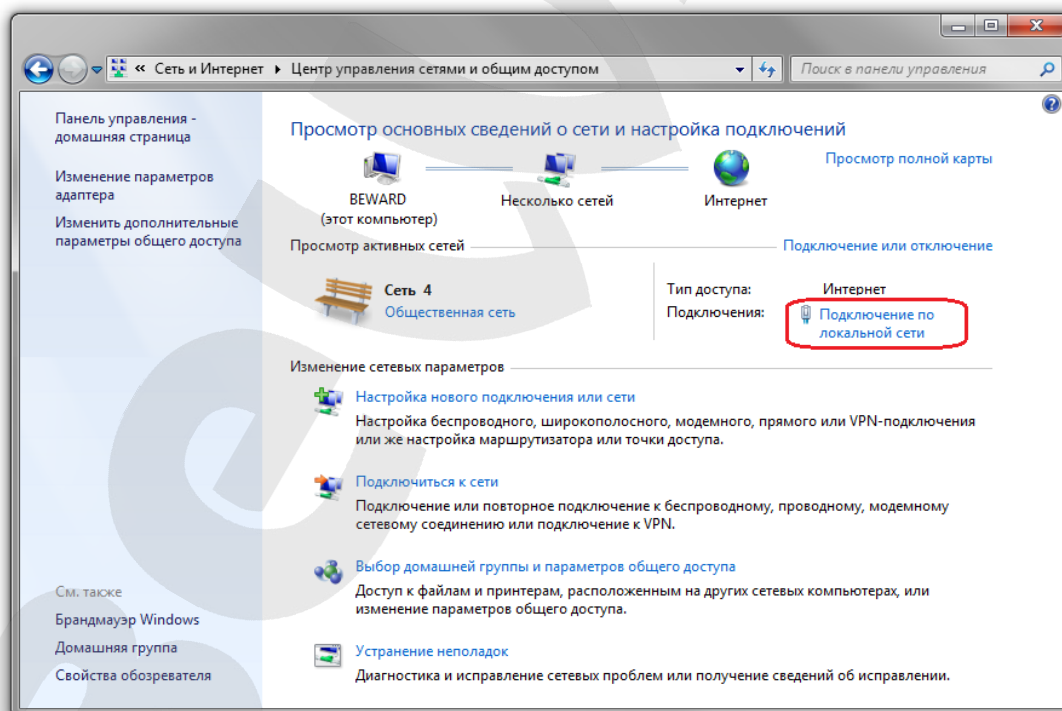 « Сеть и Интернет ▸ Центр управления сетями и общим доступом
Поиск в панели управления
Панель управления -
домашняя страница
Изменение параметров
адаптера
Изменить дополнительные
параметры общего доступа
См. также
Брандмауэр Windows
Домашняя группа
Свойства обозревателя
Просмотр основных сведений о сети и настройка подключений
Просмотр полной карты
BEWARD
(этот компьютер)
Несколько сетей
Интернет
Просмотр активных сетей
Подключение или отключение
Сеть 4
Общественная сеть
Тип доступа: Интернет
Подключения: Подключение по
локальной сети
Изменение сетевых параметров
Настройка нового подключения или сети
Настройка беспроводного, широкополосного, модемного, прямого или VPN-подключения
или же настройка маршрутизатора или точки доступа.
Подключиться к сети
Подключение или повторное подключение к беспроводному, проводному, модемному
сетевому соединению или подключение к VPN.
Выбор домашней группы и параметров общего доступа
Доступ к файлам и принтерам, расположенным на других сетевых компьютерах, или
изменение параметров общего доступа.
Устранение неполадок
Диагностика и исправление сетевых проблем или получение сведений об исправлении.